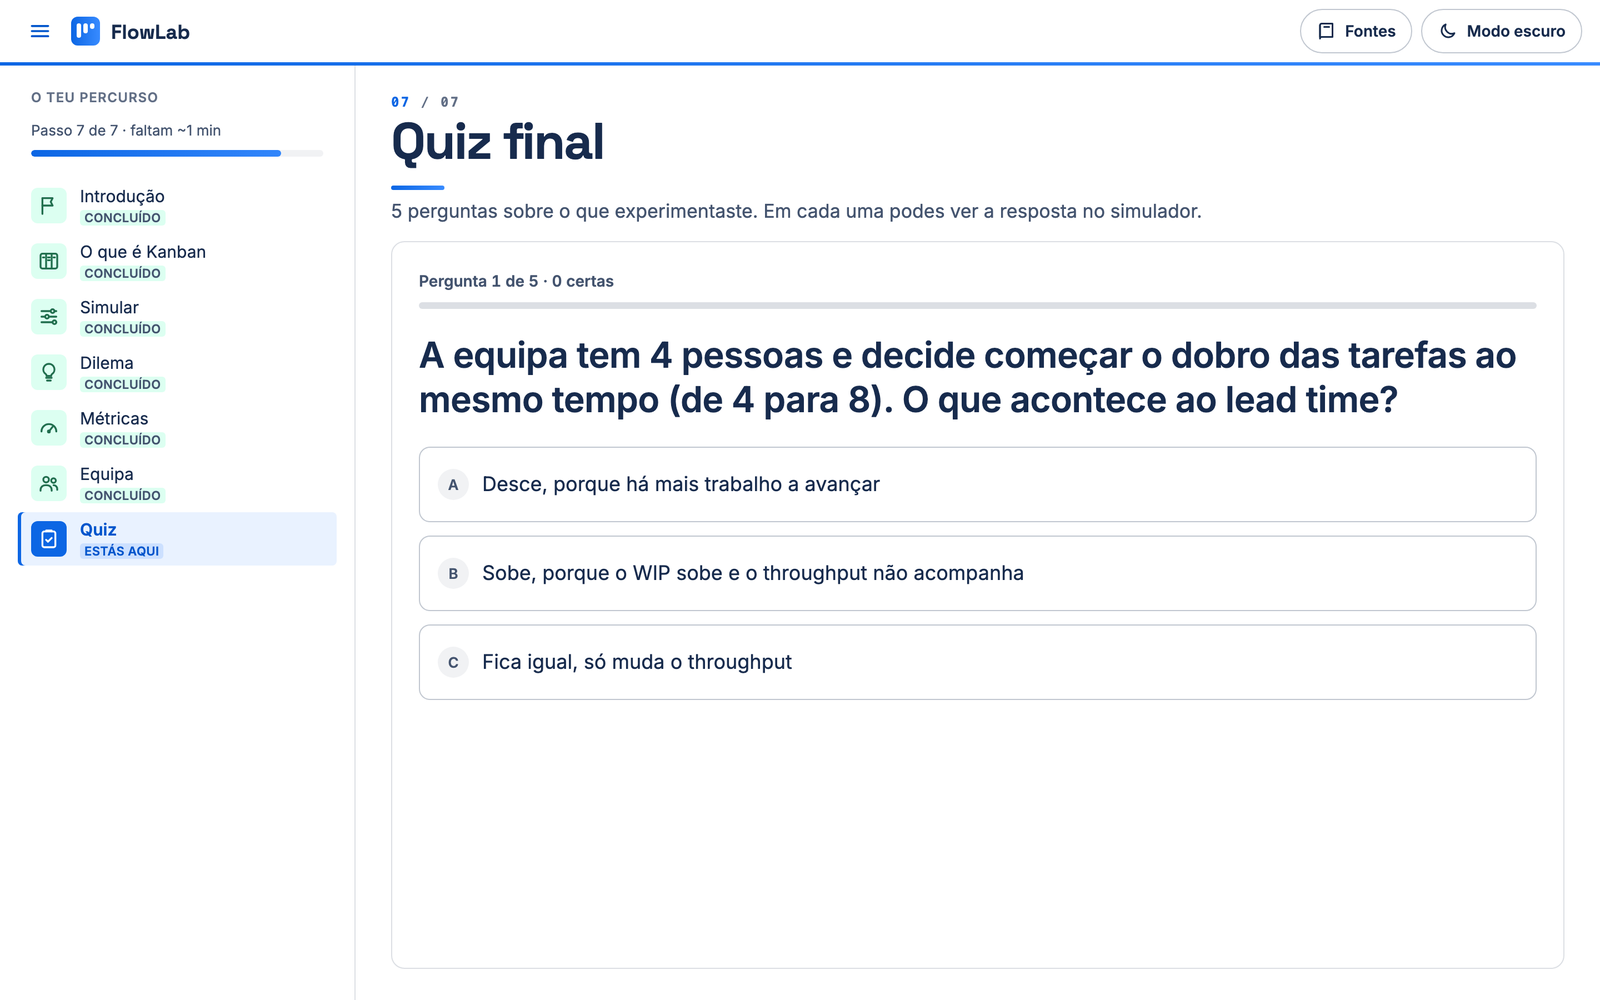 FlowLab
Fontes
Modo escuro
O TEU PERCURSO
Passo 7 de 7 · faltam ~1 min
Introdução
CONCLUÍDO
O que é Kanban
CONCLUÍDO
Simular
CONCLUÍDO
Dilema
CONCLUÍDO
Métricas
CONCLUÍDO
Equipa
CONCLUÍDO
Quiz
ESTÁS AQUI
07 / 07
Quiz final
5 perguntas sobre o que experimentaste. Em cada uma podes ver a resposta no simulador.
Pergunta 1 de 5 · 0 certas
A equipa tem 4 pessoas e decide começar o dobro das tarefas ao
mesmo tempo (de 4 para 8). O que acontece ao lead time?
A Desce, porque há mais trabalho a avançar
B Sobe, porque o WIP sobe e o throughput não acompanha
C Fica igual, só muda o throughput